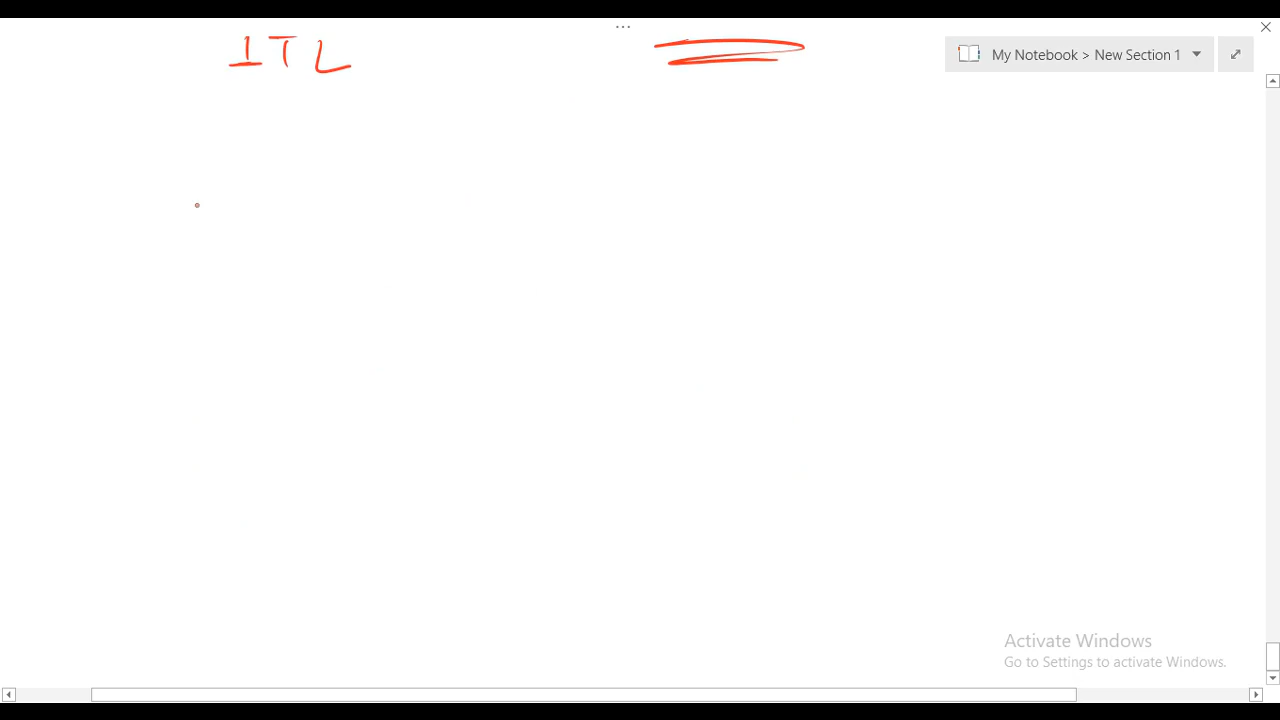 ITL
My Notebook > New Section 1
Activate Windows
Go to Settings to activate Windows.